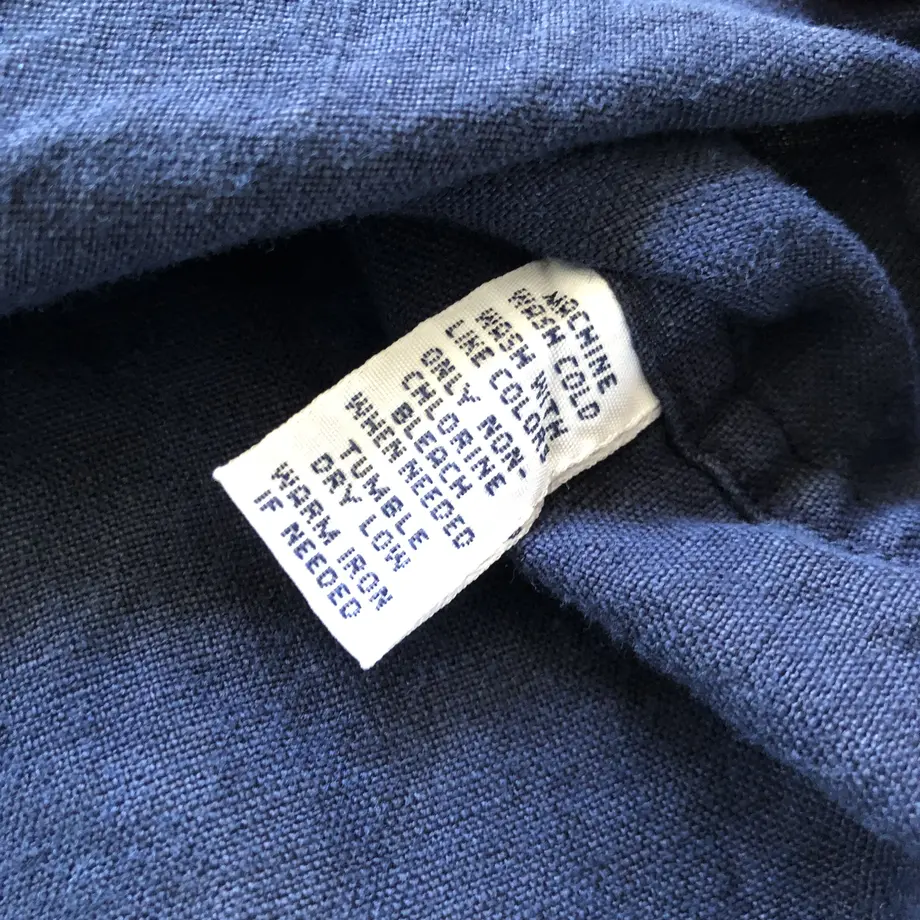 MACHINE
WASH COLD
WASH WITH
LIKE COLORS
ONLY NON-
CHLORINE
BLEACH
WHEN NEEDED
TUMBLE
DRY LOW
WARM IRON
IF NEEDED